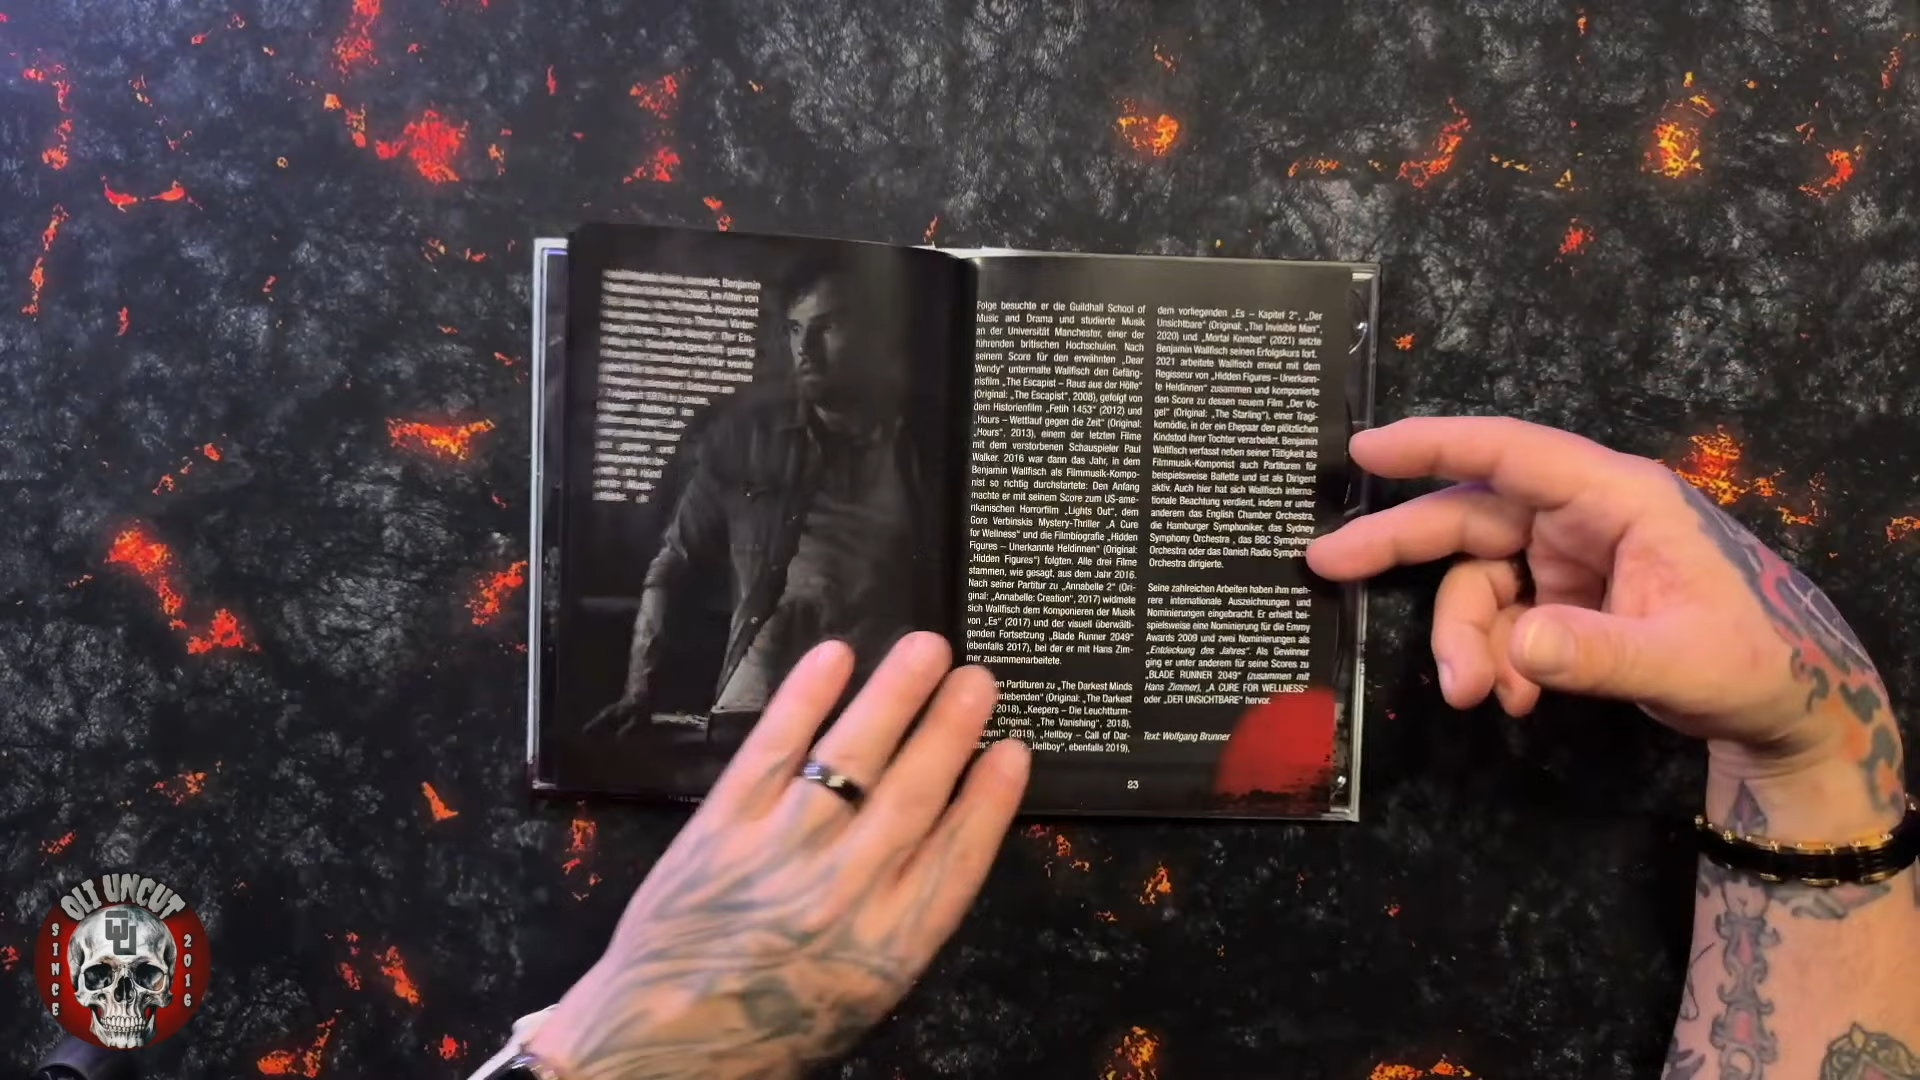 Benjamin
2005, im Alter von
Komponist
Thomas Vinter-
Folge besuchte er die Guildhall School of
Music and Drama und studierte Musik
an der Universität Manchester, einer der
führenden britischen Hochschulen. Nach
seinem Score für den erwähnten „Dear
Wendy“ untermalte Wallfisch den Gefäng-
nisfilm „The Escapist – Raus aus der Hölle“
(Original: „The Escapist“, 2008), gefolgt von
dem Historienfilm „Fetih 1453“ (2012) und
„Hours – Wettlauf gegen die Zeit“ (Original:
„Hours“, 2013), einem der letzten Filme
mit dem verstorbenen Schauspieler Paul
Walker. 2016 war dann das Jahr, in dem
Benjamin Wallfisch als Filmmusik-Kompo-
nist so richtig durchstartete: Den Anfang
machte er mit seinem Score zum US-ame-
rikanischen Horrorfilm „Lights Out“, dem
Gore Verbinskis Mystery-Thriller „A Cure
for Wellness“ und die Filmbiografie „Hidden
Figures – Unerkannte Heldinnen“ (Original:
„Hidden Figures“) folgten. Alle drei Filme
stammen, wie gesagt, aus dem Jahr 2016.
Nach seiner Partitur zu „Annabelle 2“ (Ori-
ginal: „Annabelle: Creation“, 2017) widmete
sich Wallfisch dem Komponieren der Musik
von „Es“ (2017) und der visuell überwälti-
genden Fortsetzung „Blade Runner 2049“
(ebenfalls 2017), bei der er mit Hans Zim-
mer zusammenarbeitete.
en Partituren zu „The Darkest Minds
rlebenden“ (Original: „The Darkest
2018), „Keepers – Die Leuchtturm-
“ (Original: „The Vanishing“, 2018),
zam!“ (2019), „Hellboy – Call of Dar-
„Hellboy“, ebenfalls 2019),
dem vorliegenden „Es – Kapitel 2“, „Der
Unsichtbare“ (Original: „The Invisible Man“,
2020) und „Mortal Kombat“ (2021) setzte
Benjamin Wallfisch seinen Erfolgskurs fort.
2021 arbeitete Wallfisch erneut mit dem
Regisseur von „Hidden Figures – Unerkann-
te Heldinnen“ zusammen und komponierte
den Score zu dessen neuem Film „Der Vo-
gel“ (Original: „The Starling“), einer Tragi-
komödie, in der ein Ehepaar den plötzlichen
Kindstod ihrer Tochter verarbeitet. Benjamin
Wallfisch verfasst neben seiner Tätigkeit als
Filmmusik-Komponist auch Partituren für
beispielsweise Ballette und ist als Dirigent
aktiv. Auch hier hat sich Wallfisch interna-
tionale Beachtung verdient, indem er unter
anderem das English Chamber Orchestra,
die Hamburger Symphoniker, das Sydney
Symphony Orchestra , das BBC Symphony
Orchestra oder das Danish Radio Sympho
Orchestra dirigierte.
Seine zahlreichen Arbeiten haben ihm meh-
rere internationale Auszeichnungen und
Nominierungen eingebracht. Er erhielt bei-
spielsweise eine Nominierung für die Emmy
Awards 2009 und zwei Nominierungen als
„Entdeckung des Jahres“. Als Gewinner
ging er unter anderem für seine Scores zu
„BLADE RUNNER 2049“ (zusammen mit
Hans Zimmer), „A CURE FOR WELLNESS“
oder „DER UNSICHTBARE“ hervor.
Text: Wolfgang Brunner
23
OLI UNCUT
SINCE
2016
OU